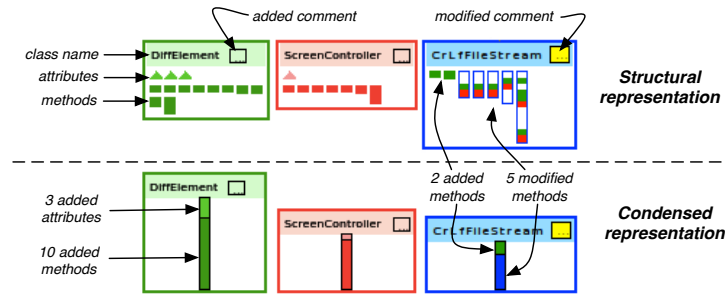 added comment
modified comment
class name
DiffElement ...
ScreenController ...
CrLfFileStream ...
attributes
methods
Structural
representation
2 added
methods
5 modified
methods
DiffElement ...
3 added
attributes
ScreenController ...
CrLfFileStream ...
Condensed
representation
10 added
methods